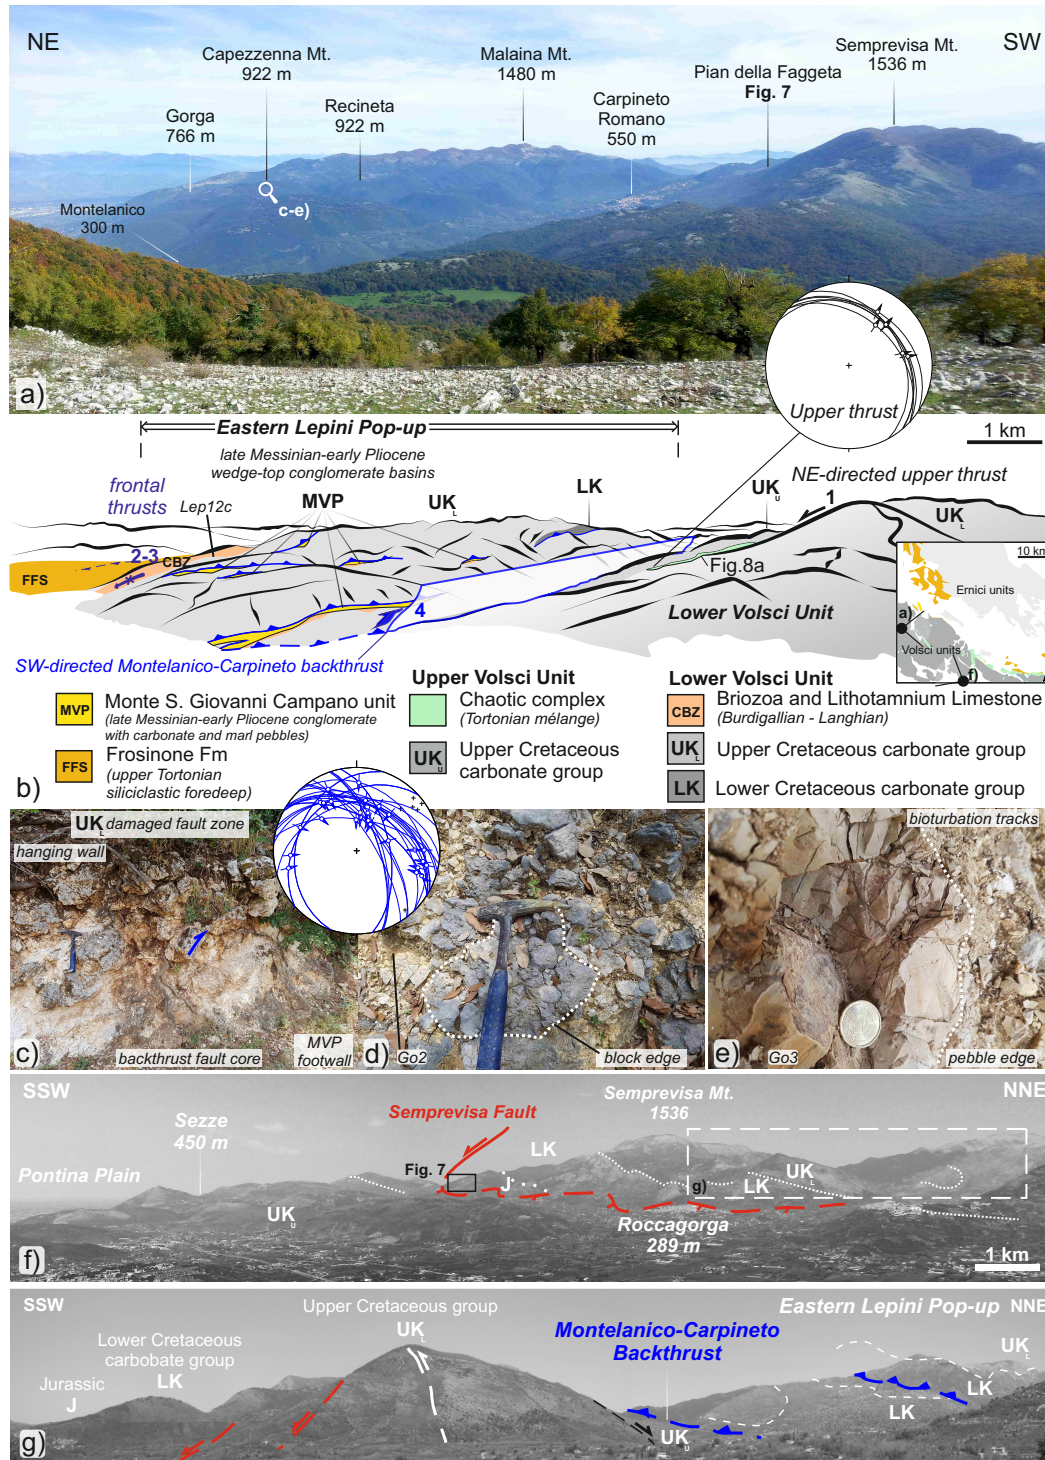 NE
SW
Capezzenna Mt.
922 m
Malaina Mt.
1480 m
Semprevisa Mt.
1536 m
Gorga
766 m
Recineta
922 m
Pian della Faggeta
Fig. 7
Carpineto
Romano
550 m
Montelanico
300 m
c-e)
a)
Upper thrust
Eastern Lepini Pop-up
1 km
late Messinian-early Pliocene
wedge-top conglomerate basins
NE-directed upper thrust
frontal
thrusts
Lep12c
MVP
UK
L
LK
UK
U
1
UK
L
2-3
CBZ
FFS
Fig.8a
10 km
Ernici units
a)
Volsci units
f)
4
Lower Volsci Unit
SW-directed Montelanico-Carpineto backthrust
MVP
Monte S. Giovanni Campano unit
(late Messinian-early Pliocene conglomerate
with carbonate and marl pebbles)
FFS
Frosinone Fm
(upper Tortonian
siliciclastic foredeep)
Upper Volsci Unit
Chaotic complex
(Tortonian mélange)
UK
U
Upper Cretaceous
carbonate group
Lower Volsci Unit
CBZ
Briozoa and Lithotamnium Limestone
(Burdigallian - Langhian)
UK
L
Upper Cretaceous carbonate group
LK
Lower Cretaceous carbonate group
b)
UK
L
damaged fault zone
hanging wall
c)
backthrust fault core
MVP
footwall
d)
Go2
block edge
bioturbation tracks
e)
Go3
pebble edge
SSW
NNE
Sezze
450 m
Semprevisa Fault
Semprevisa Mt.
1536
Pontina Plain
Fig. 7
LK
J
UK
L
LK
g)
UK
U
Roccagorga
289 m
f)
1 km
SSW
Upper Cretaceous group
UK
L
Eastern Lepini Pop-up
NNE
Lower Cretaceous
carbobate group
LK
Jurassic
J
Montelanico-Carpineto
Backthrust
UK
L
LK
LK
UK
U
g)